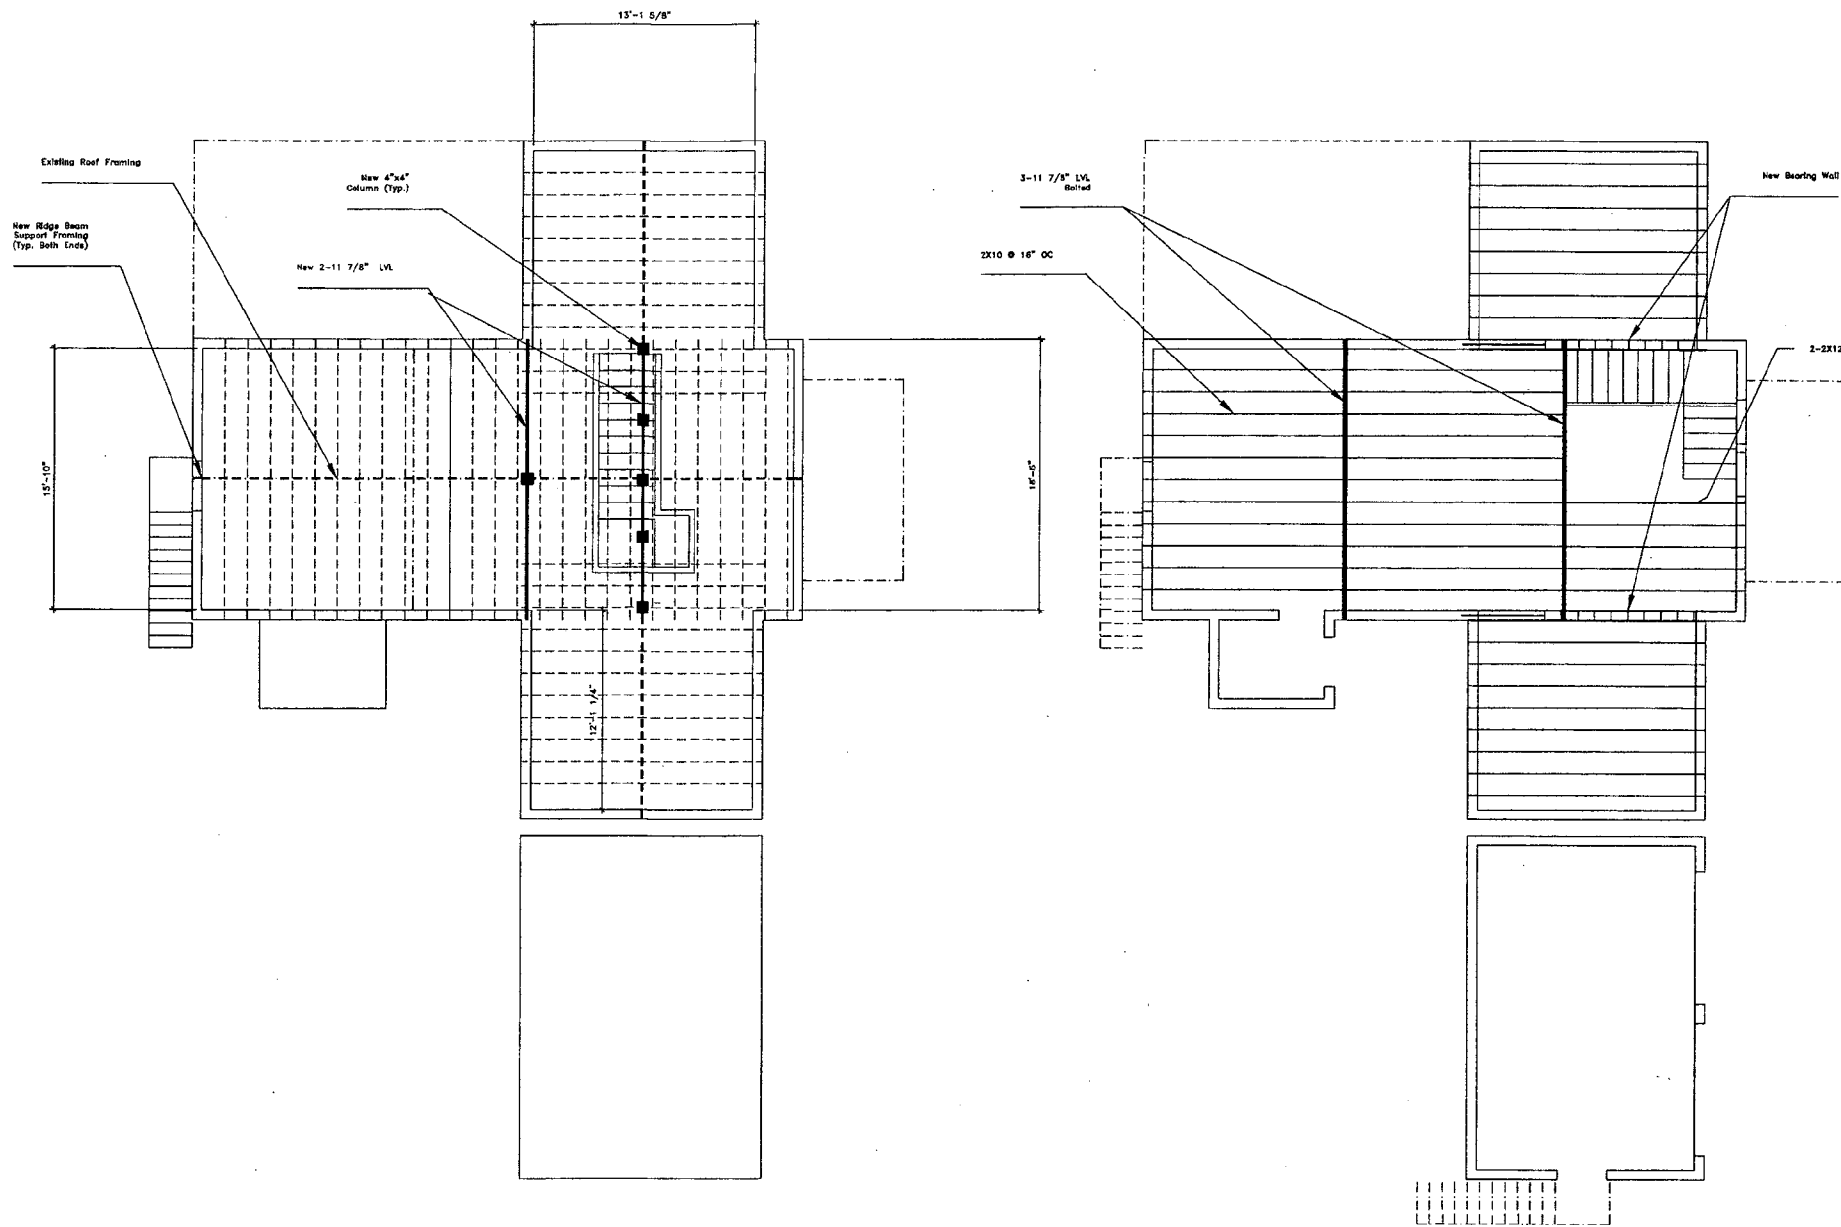 13'-1 5/8"
Existing Roof Framing
New 4"x4"
Column (Typ.)
New Ridge Beam
Support Framing
(Typ. Both Ends)
New 2-11 7/8" LVL
15'-10"
18'-6"
12'-1 1/4"
3-11 7/8" LVL
Bolted
2X10 @ 16" OC
New Bearing Wall
2-2X12